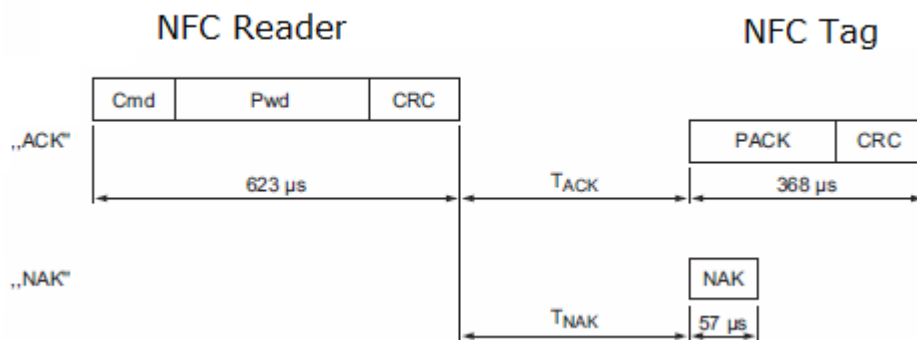 NFC Reader
NFC Tag
Cmd Pwd CRC
„ACK” PACK CRC
623 µs TACK 368 µs
„NAK” NAK
TNAK 57 µs